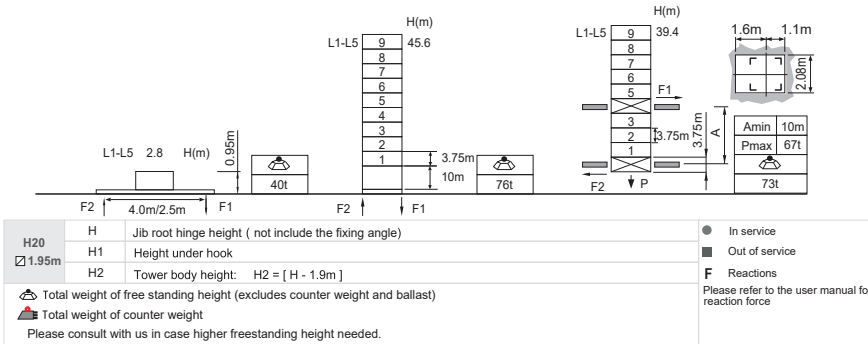 H(m)
L1-L5 9 45.6
8
7
6
5
4
3
2
1
3.75m
10m
F2 F1
L1-L5 2.8 H(m)
0.95m
4.0m/2.5m
F2 F1
40t
76t
H(m)
L1-L5 9 39.4
8
7
6
5
F1
3
2 3.75m
1
3.75m
A
F2 P
1.6m 1.1m
2.08m
Amin 10m
Pmax 67t
73t
H20
1.95m
H Jib root hinge height ( not include the fixing angle)
H1 Height under hook
H2 Tower body height: H2 = [ H - 1.9m ]
Total weight of free standing height (excludes counter weight and ballast)
Total weight of counter weight
Please consult with us in case higher freestanding height needed.
In service
Out of service
F Reactions
Please refer to the user manual fo
reaction force